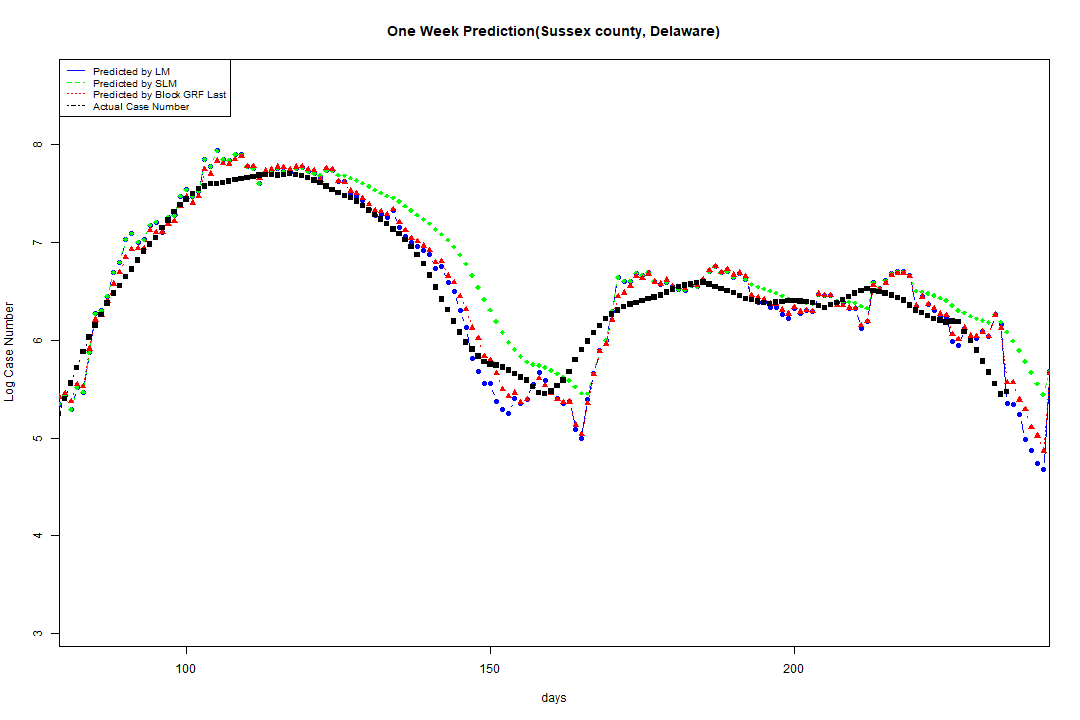 One Week Prediction(Sussex county, Delaware)
Predicted by LM
Predicted by SLM
Predicted by Block GRF Last
Actual Case Number
8
7
6
5
4
3
Log Case Number
100
150
200
days